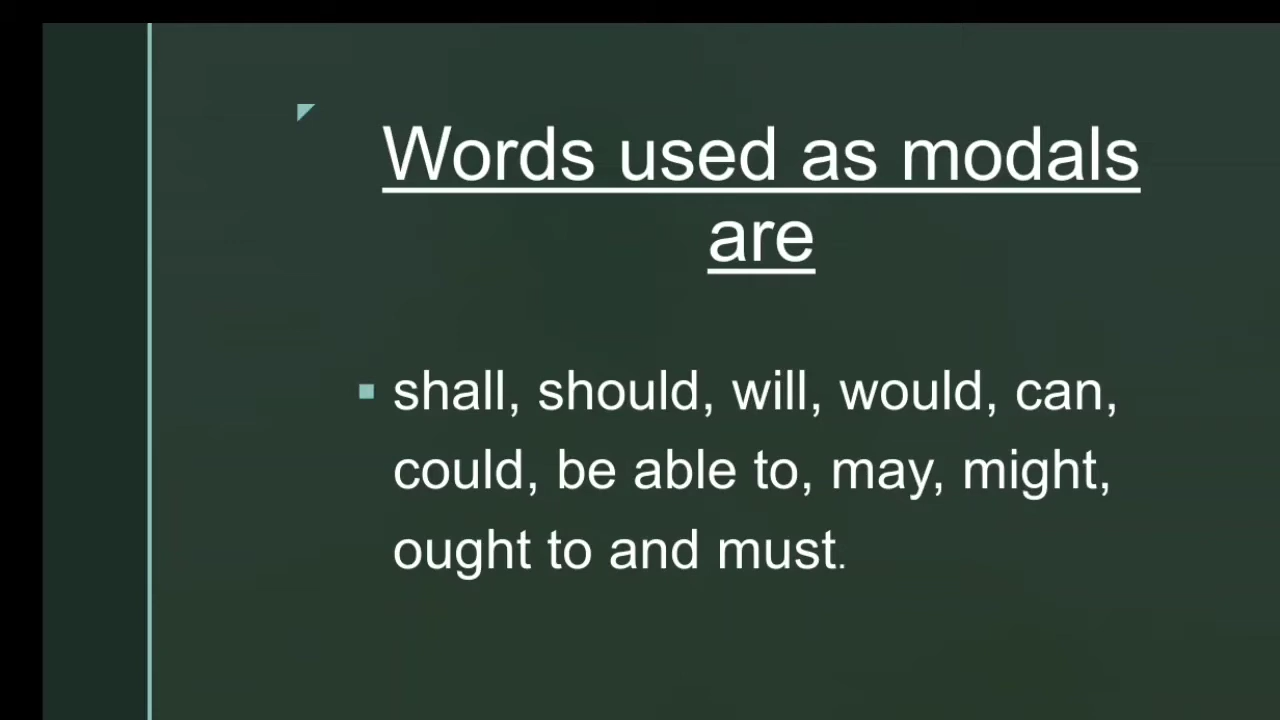 Words used as modals
are
shall, should, will, would, can,
could, be able to, may, might,
ought to and must.